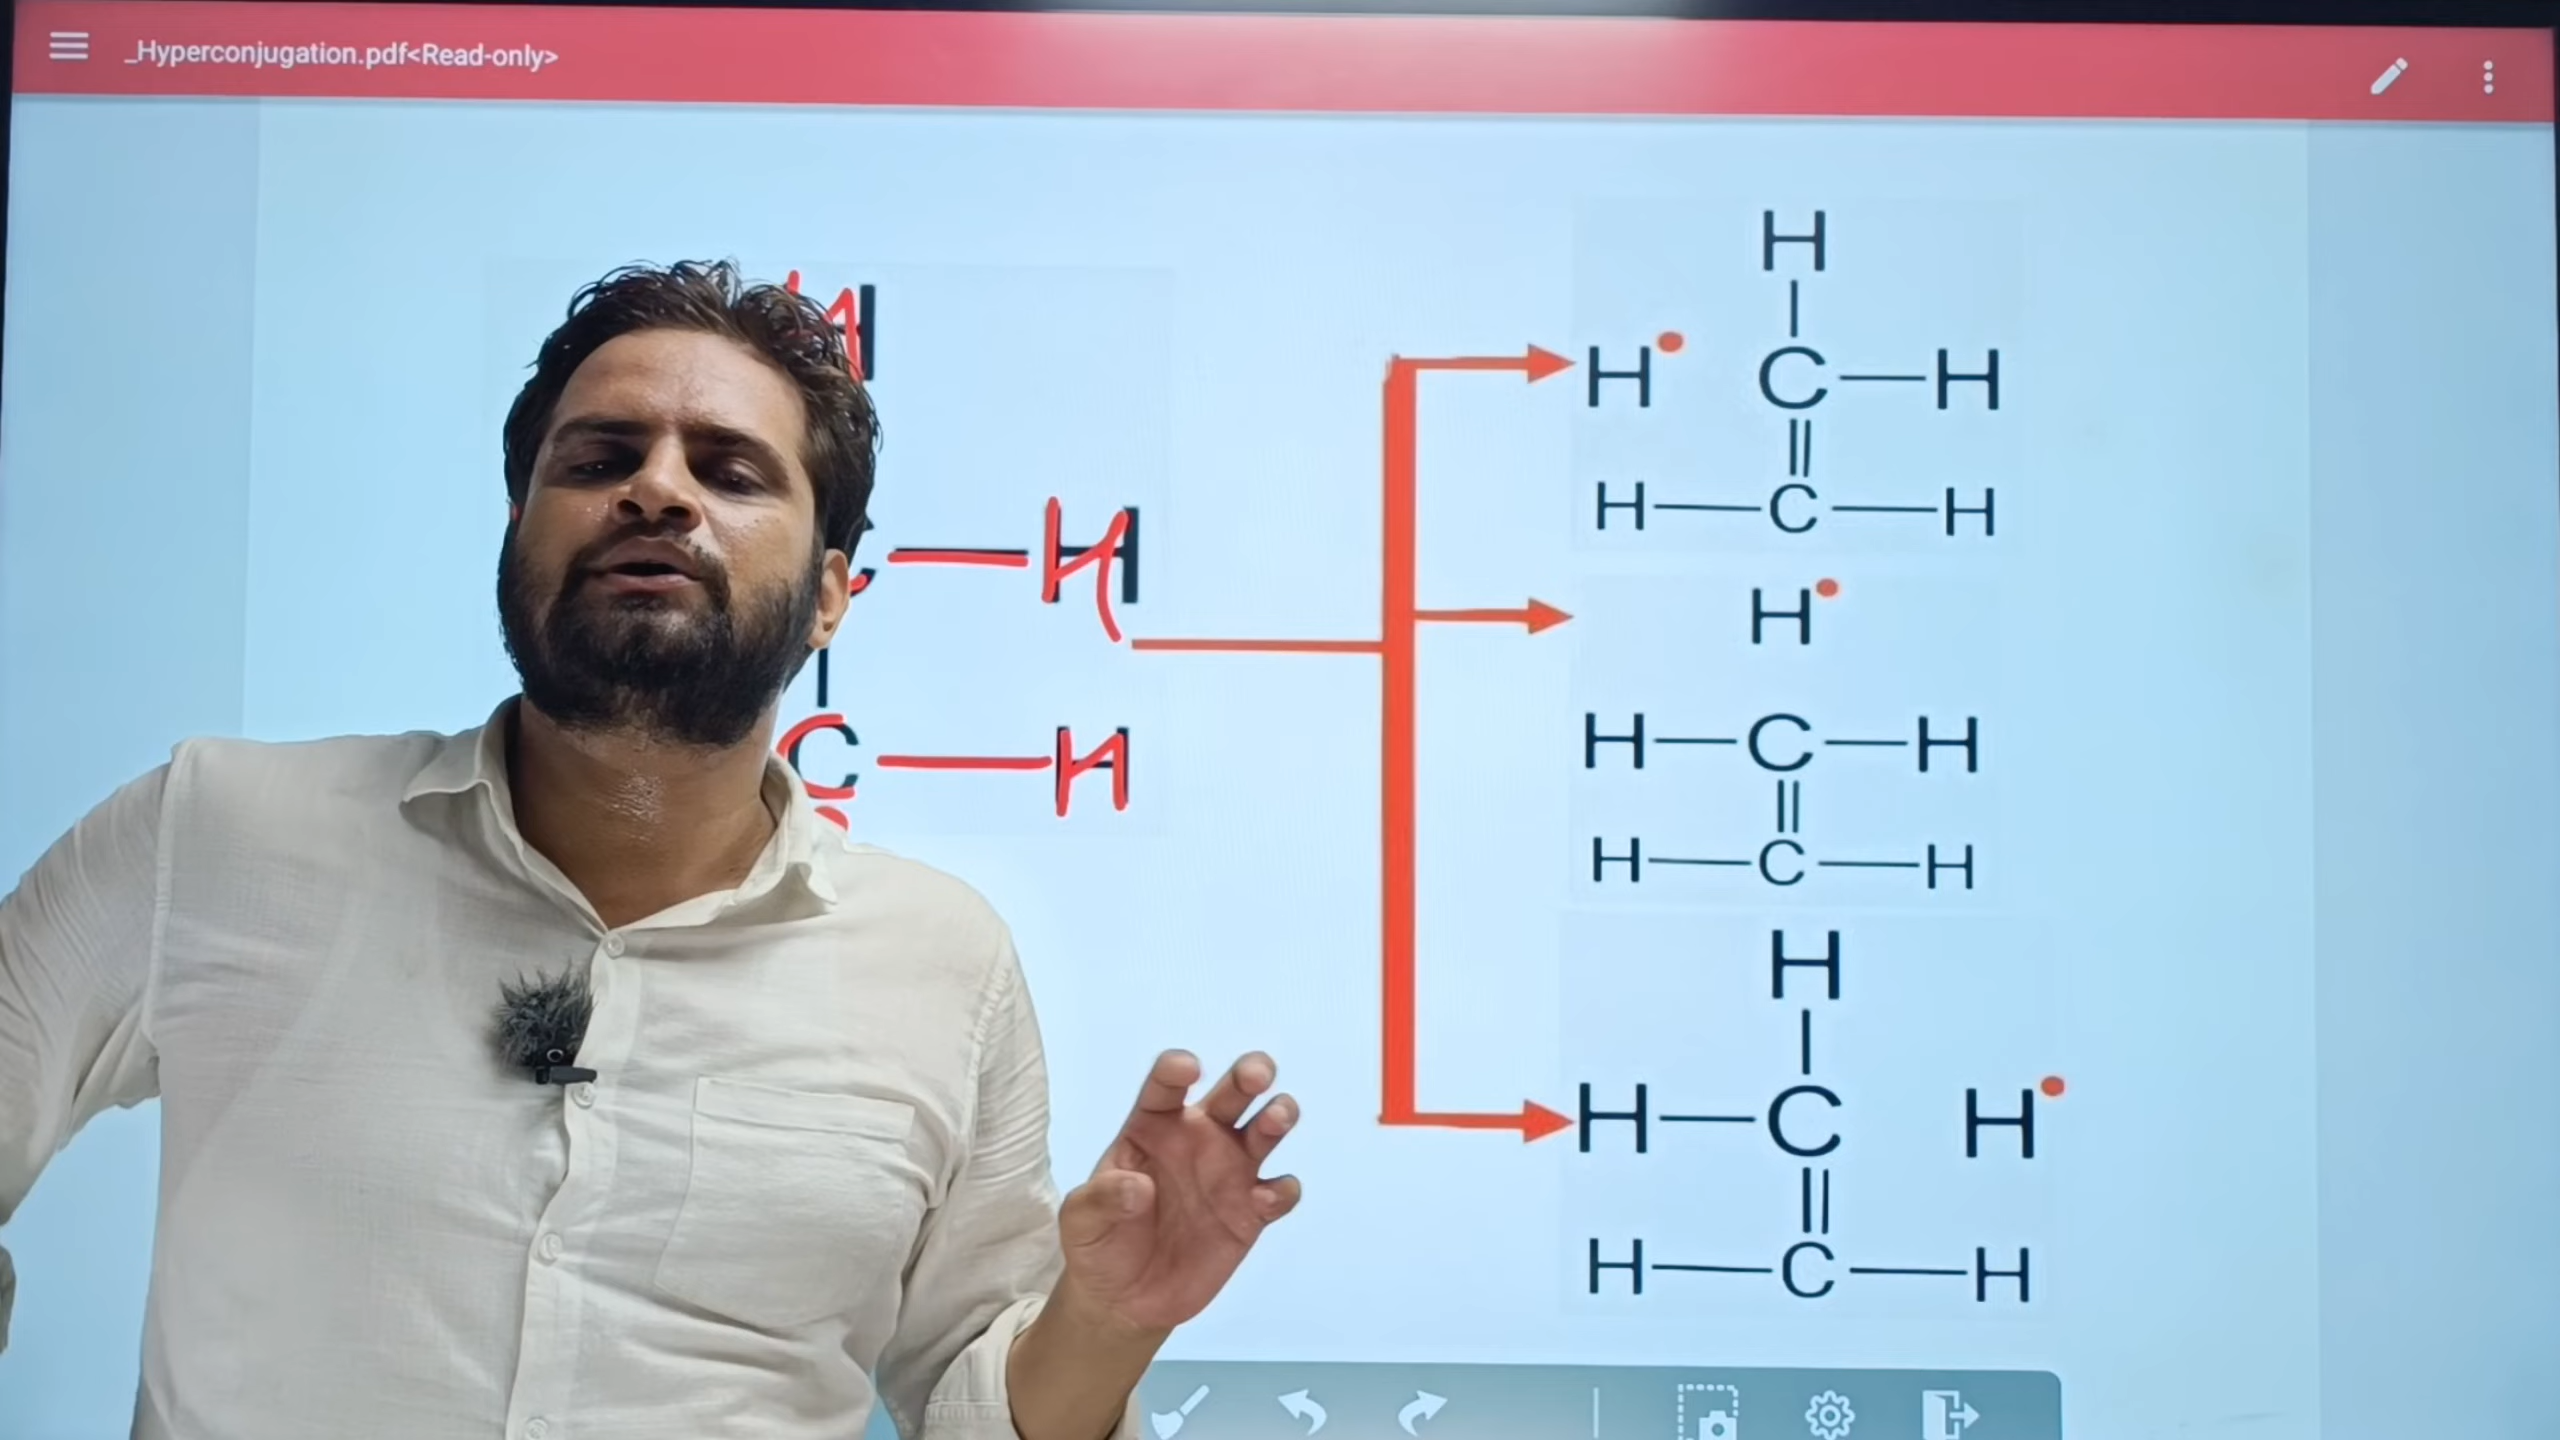 _Hyperconjugation.pdf<Read-only>
H
C—H
C—H
H
H• C—H
H—C—H
H•
H—C—H
H—C—H
H
H—C H•
H—C—H